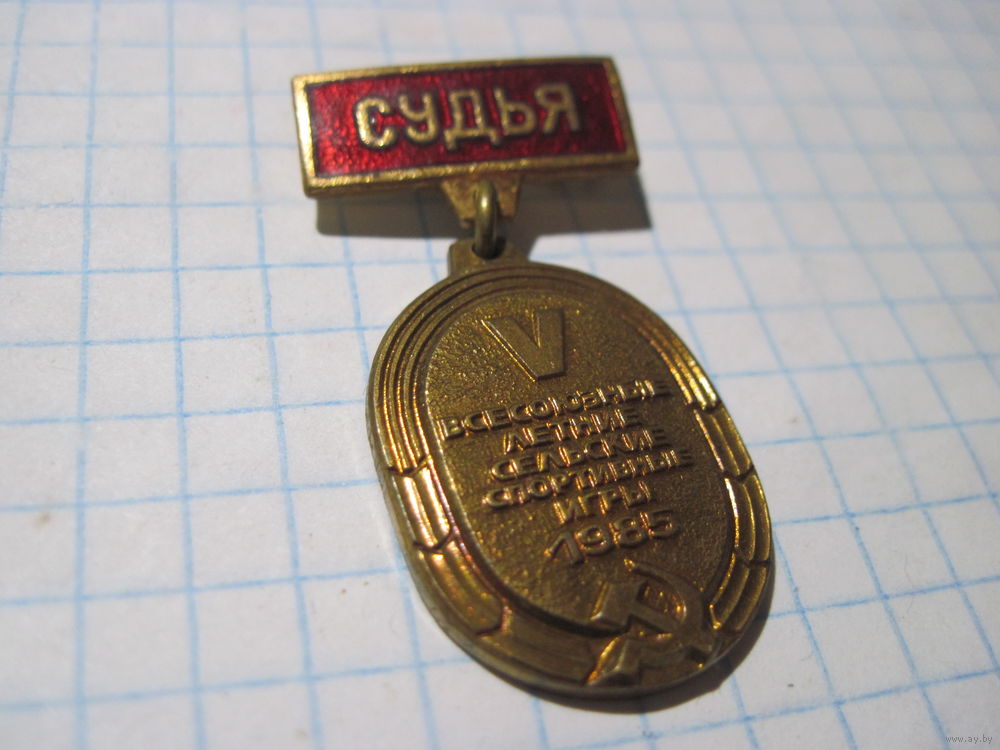 СУДЬЯ
V
ВСЕСОЮЗНЫЕ
ЛЕТНИЕ
СЕЛЬСКИЕ
СПОРТИВНЫЕ
ИГРЫ
1985
www.ay.by